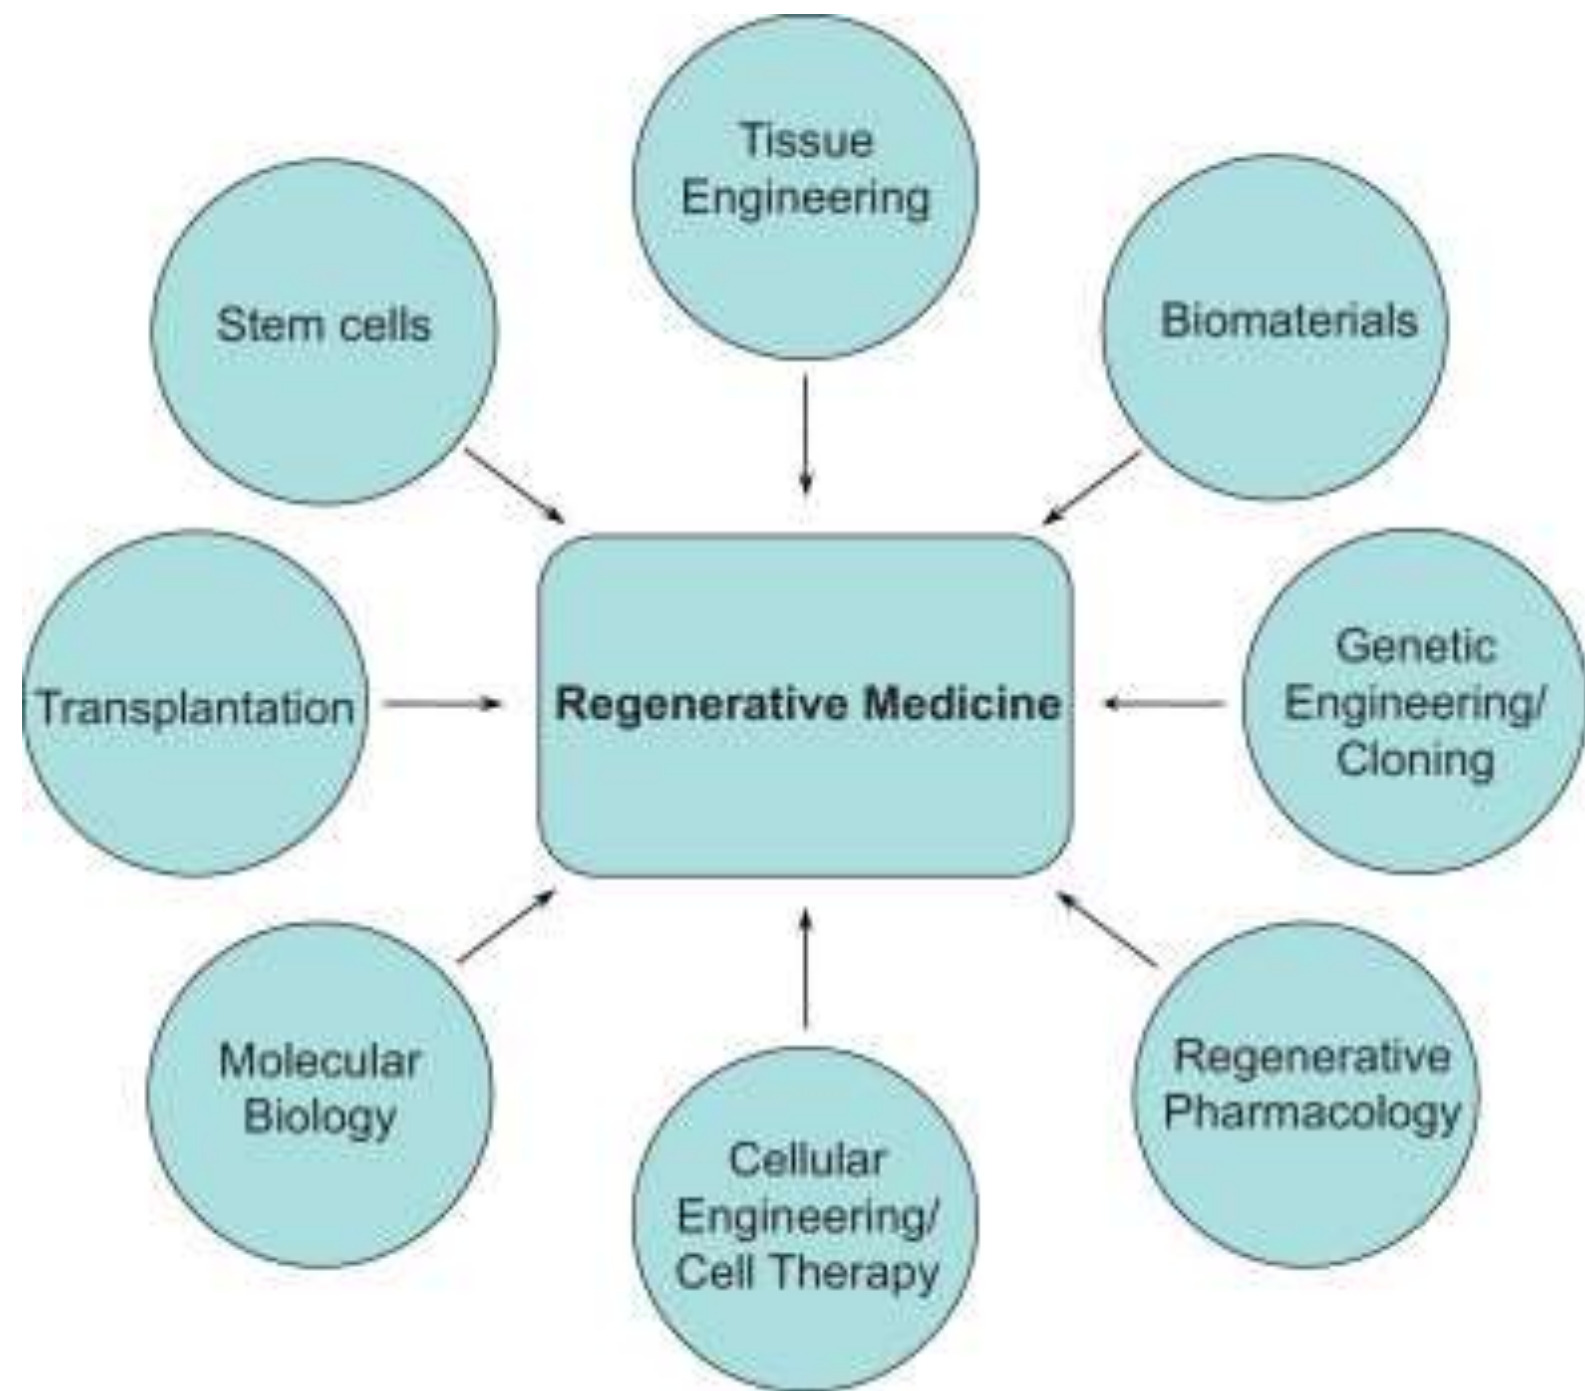 Tissue
Engineering
Stem cells
Biomaterials
Transplantation
Regenerative Medicine
Genetic
Engineering/
Cloning
Molecular
Biology
Cellular
Engineering/
Cell Therapy
Regenerative
Pharmacology